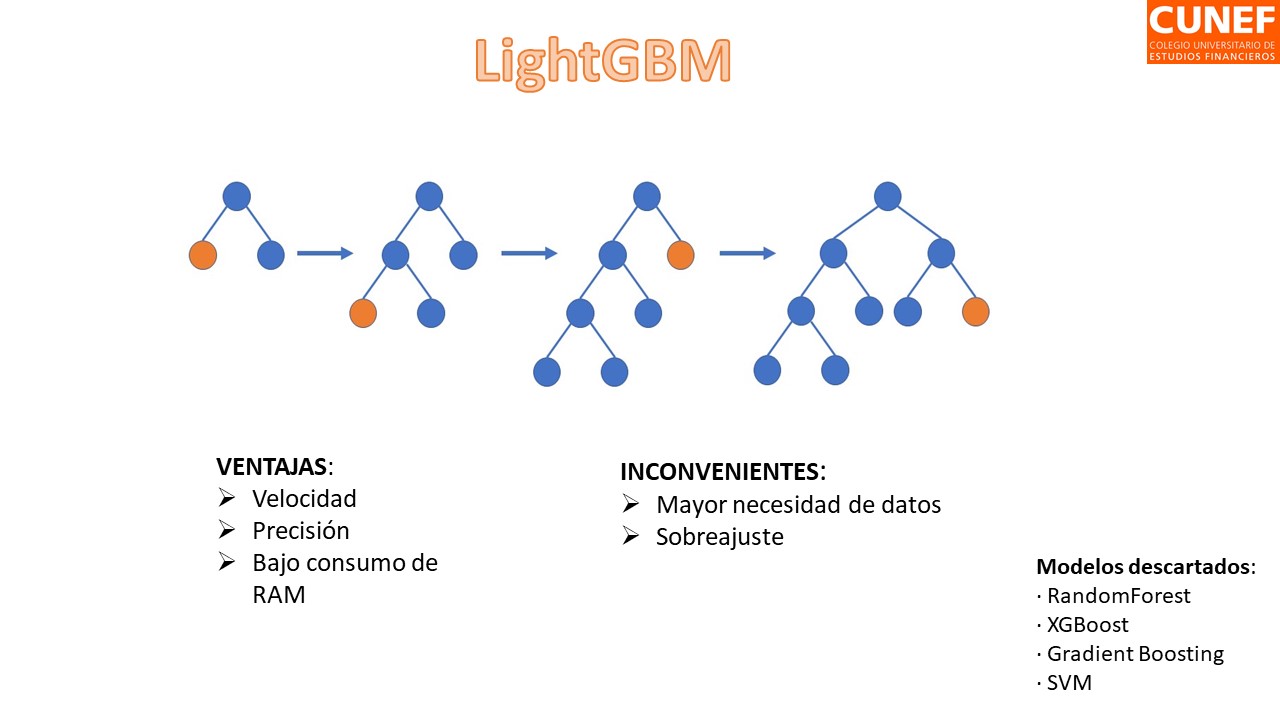 CUNEF
COLEGIO UNIVERSITARIO DE
ESTUDIOS FINANCIEROS
LightGBM
VENTAJAS:
➢ Velocidad
➢ Precisión
➢ Bajo consumo de
RAM
INCONVENIENTES:
➢ Mayor necesidad de datos
➢ Sobreajuste
Modelos descartados:
· RandomForest
· XGBoost
· Gradient Boosting
· SVM